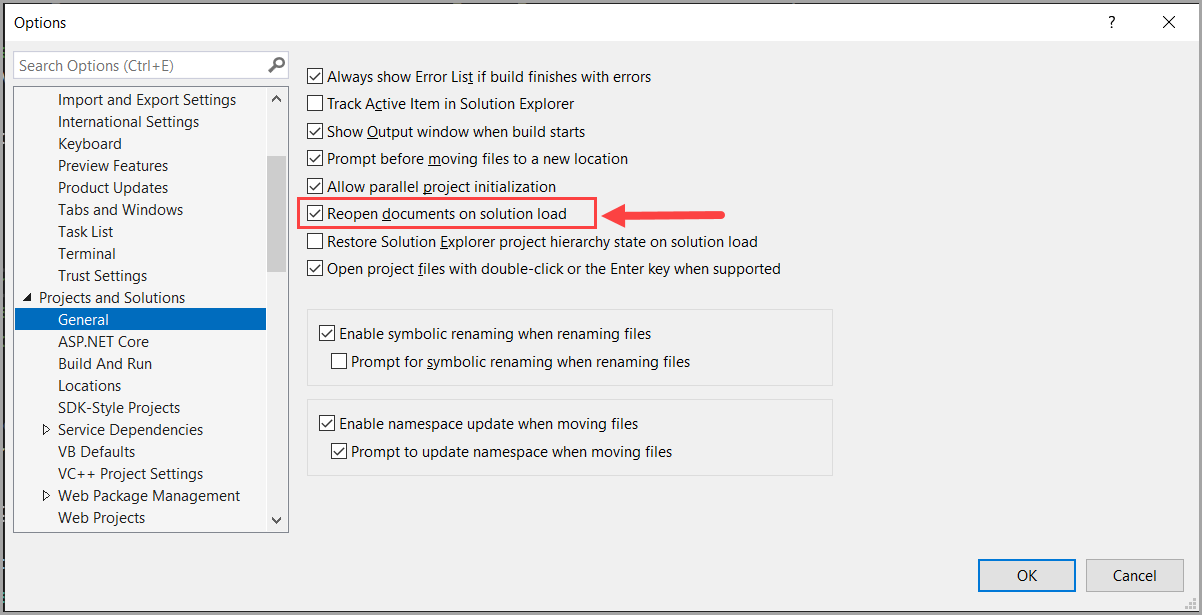 Options
?
Search Options (Ctrl+E)
Import and Export Settings
International Settings
Keyboard
Preview Features
Product Updates
Tabs and Windows
Task List
Terminal
Trust Settings
Projects and Solutions
General
ASP.NET Core
Build And Run
Locations
SDK-Style Projects
Service Dependencies
VB Defaults
VC++ Project Settings
Web Package Management
Web Projects
Always show Error List if build finishes with errors
Track Active Item in Solution Explorer
Show Output window when build starts
Prompt before moving files to a new location
Allow parallel project initialization
Reopen documents on solution load
Restore Solution Explorer project hierarchy state on solution load
Open project files with double-click or the Enter key when supported
Enable symbolic renaming when renaming files
Prompt for symbolic renaming when renaming files
Enable namespace update when moving files
Prompt to update namespace when moving files
OK
Cancel